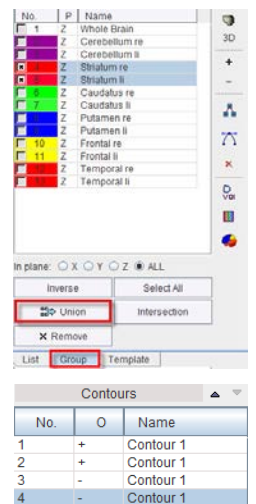 No. P Name
1 Z Whole Brain
Z Cerebellum re
Z Cerebellum li
Z Striatum re
Z Striatum li
6 Z Caudatus re
7 Z Caudatus li
Z Putamen re
Z Putamen li
10 Z Frontal re
11 Z Frontal li
Z Temporal re
Z Temporal li
3D
+
-
VOI
In plane: X Y Z ALL
Inverse Select All
Union Intersection
Remove
List Group Template
Contours
No. O Name
1 + Contour 1
2 + Contour 1
3 - Contour 1
4 - Contour 1